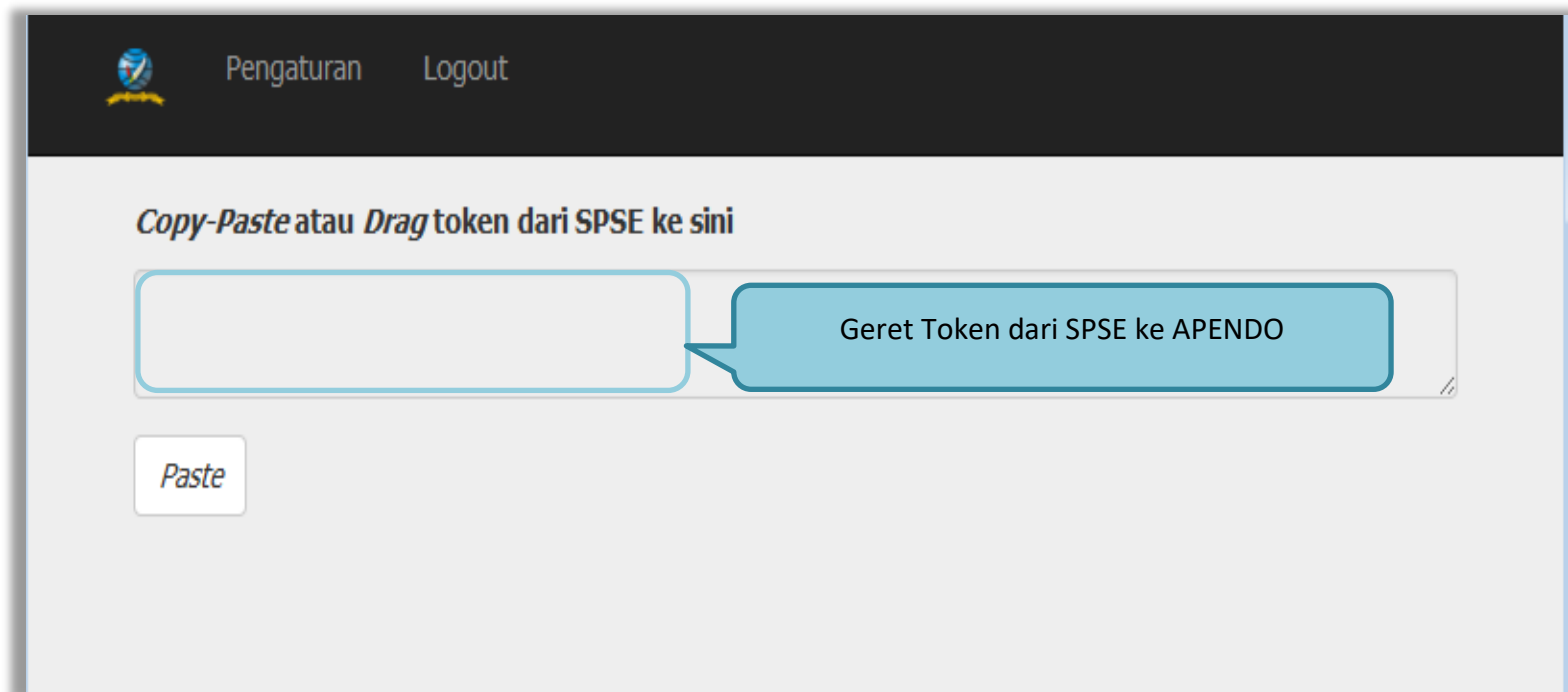 Pengaturan Logout
Copy-Paste atau Drag token dari SPSE ke sini
Geret Token dari SPSE ke APENDO
Paste